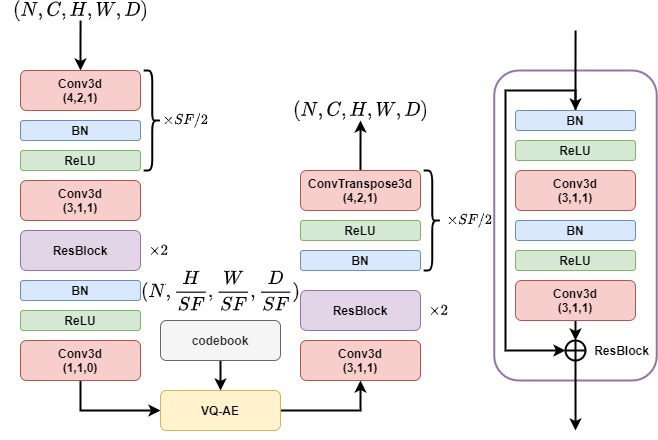 (N, C, H, W, D)
Conv3d
(4,2,1)
BN
ReLU
×SF/2
Conv3d
(3,1,1)
ResBlock
×2
BN
ReLU
Conv3d
(1,1,0)
(N, H/SF, W/SF, D/SF)
codebook
VQ-AE
(N, C, H, W, D)
ConvTranspose3d
(4,2,1)
ReLU
BN
×SF/2
ResBlock
×2
Conv3d
(3,1,1)
BN
ReLU
Conv3d
(3,1,1)
BN
ReLU
Conv3d
(3,1,1)
ResBlock